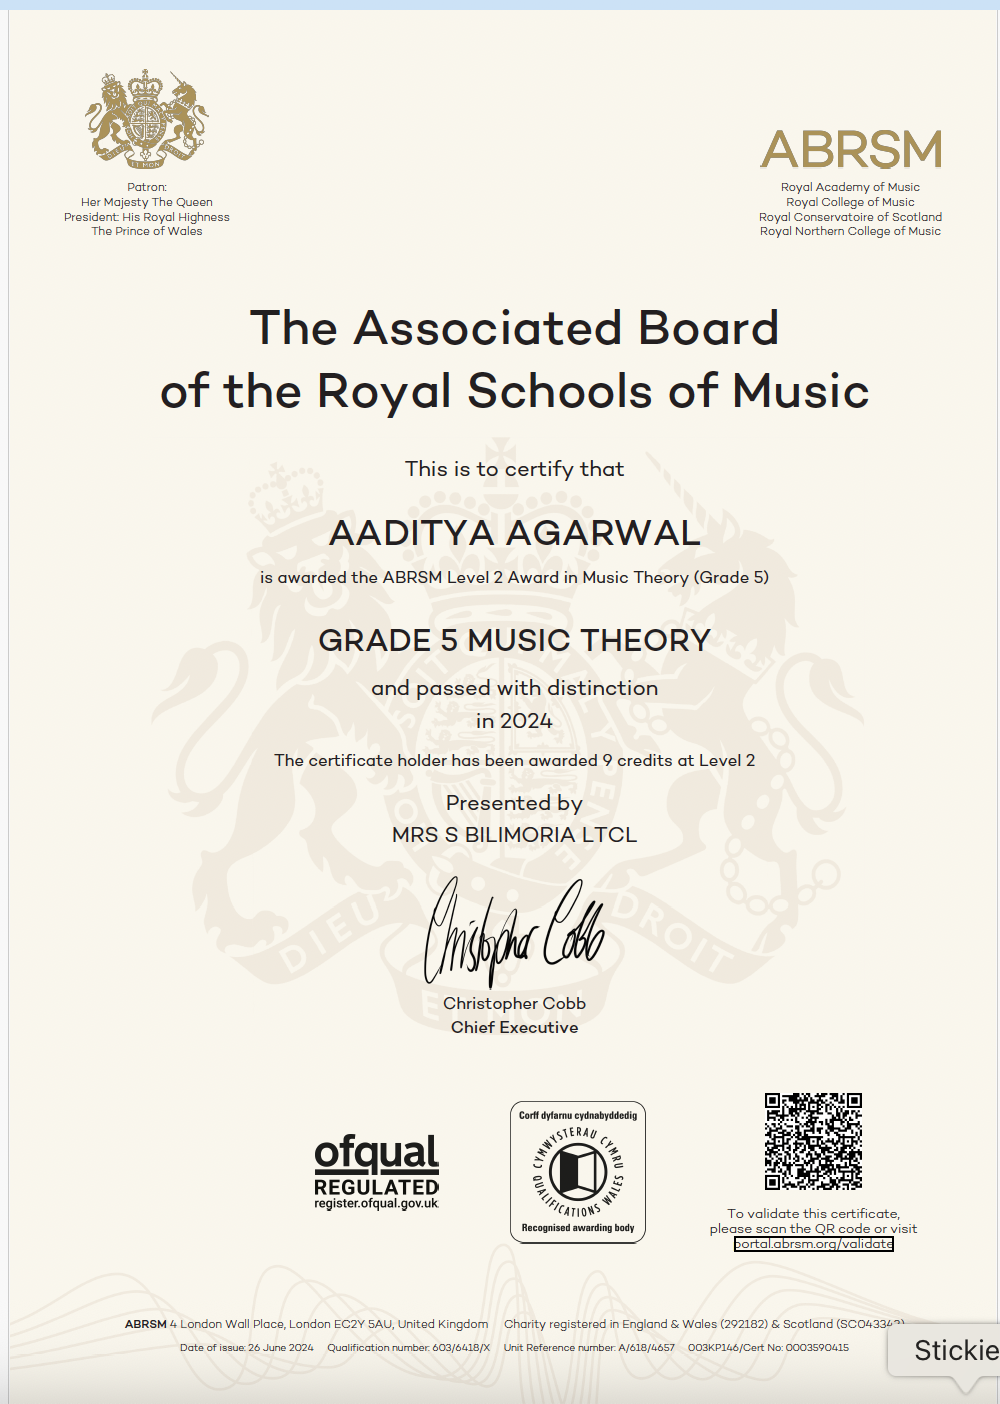 Patron:
Her Majesty The Queen
President: His Royal Highness
The Prince of Wales
ABRSM
Royal Academy of Music
Royal College of Music
Royal Conservatoire of Scotland
Royal Northern College of Music
The Associated Board
of the Royal Schools of Music
This is to certify that
AADITYA AGARWAL
is awarded the ABRSM Level 2 Award in Music Theory (Grade 5)
GRADE 5 MUSIC THEORY
and passed with distinction
in 2024
The certificate holder has been awarded 9 credits at Level 2
Presented by
MRS S BILIMORIA LTCL
DIEU
ET MON
DROIT
Christopher Cobb
Christopher Cobb
Chief Executive
ofqual
REGULATED
register.ofqual.gov.uk
Corff dyfarnu cydnabyddedig
CYMWYSTERAU CYMRU
QUALIFICATIONS WALES
Recognised awarding body
To validate this certificate,
please scan the QR code or visit
portal.abrsm.org/validate
ABRSM 4 London Wall Place, London EC2Y 5AU, United Kingdom Charity registered in England & Wales (292182) & Scotland (SC043342)
Date of issue: 26 June 2024 Qualification number: 603/6418/X Unit Reference number: A/618/4657 003KP146/Cert No: 0003590415
Stickie